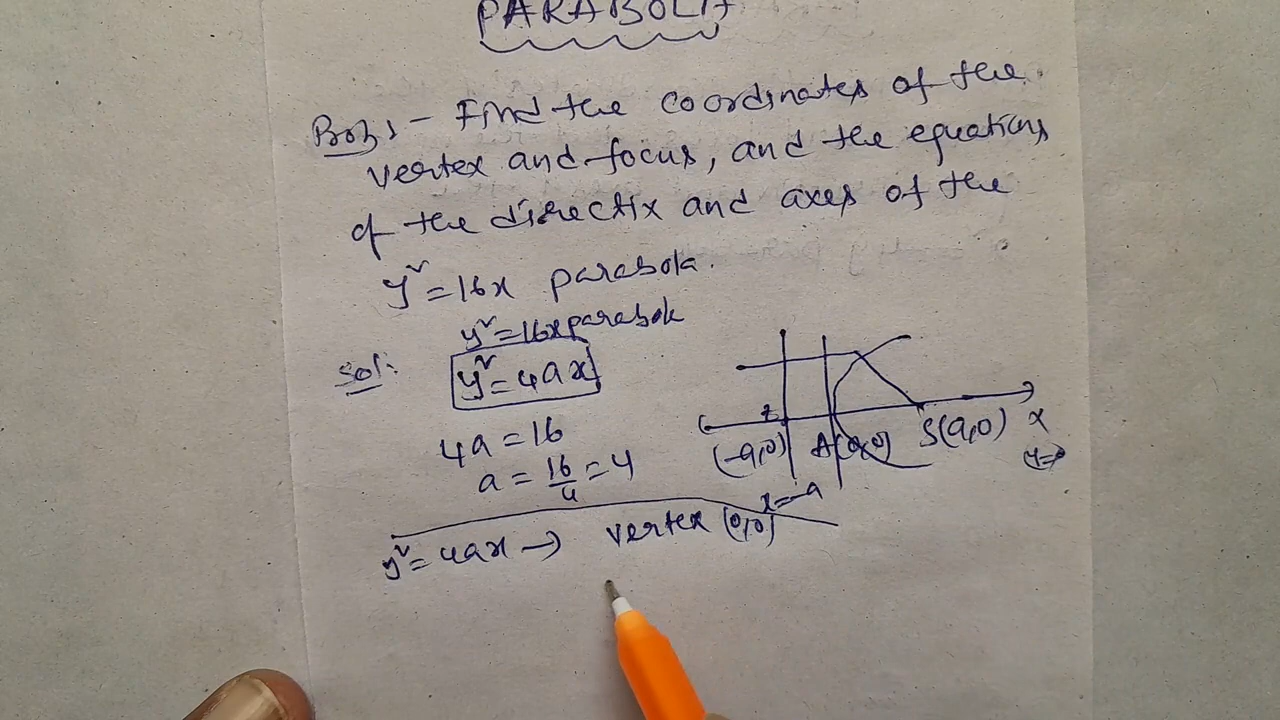 PARABOLA
Prob:- Find the coordinates of the
vertex and focus, and the equations
of the directix and axes of the
y² = 16x parabola.
y² = 16x parabola
Sol:
y² = 4ax
4a = 16
a = 16/4 = 4
Z
(-a,0) A(0,0) S(a,0) X
x=-a
y² = 4ax → vertex (0,0)